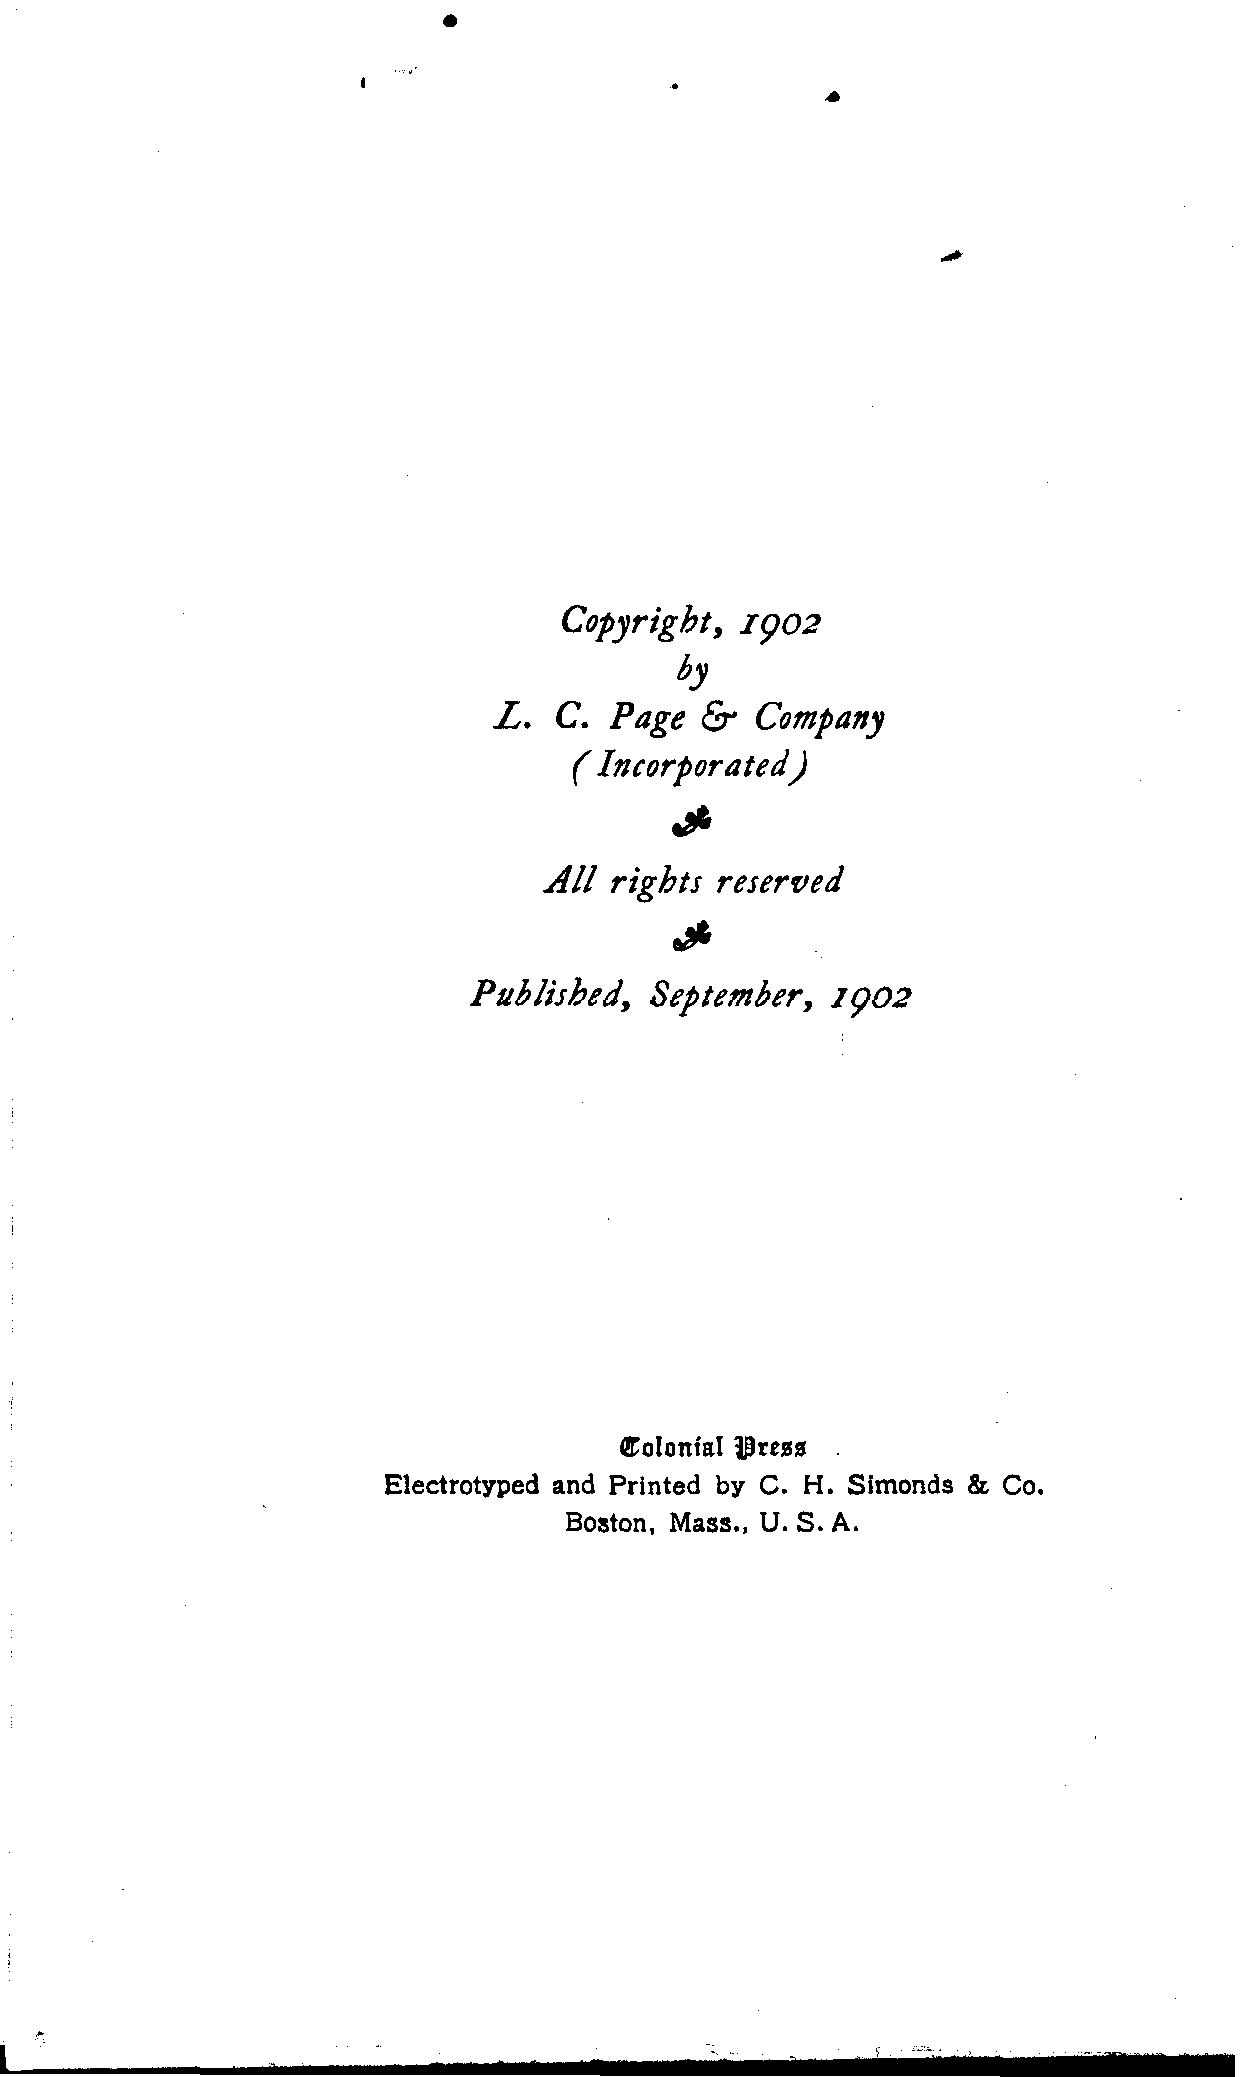 Copyright, 1902
by
L. C. Page & Company
(Incorporated)
All rights reserved
Published, September, 1902
Colonial Press
Electrotyped and Printed by C. H. Simonds & Co.
Boston, Mass., U. S. A.